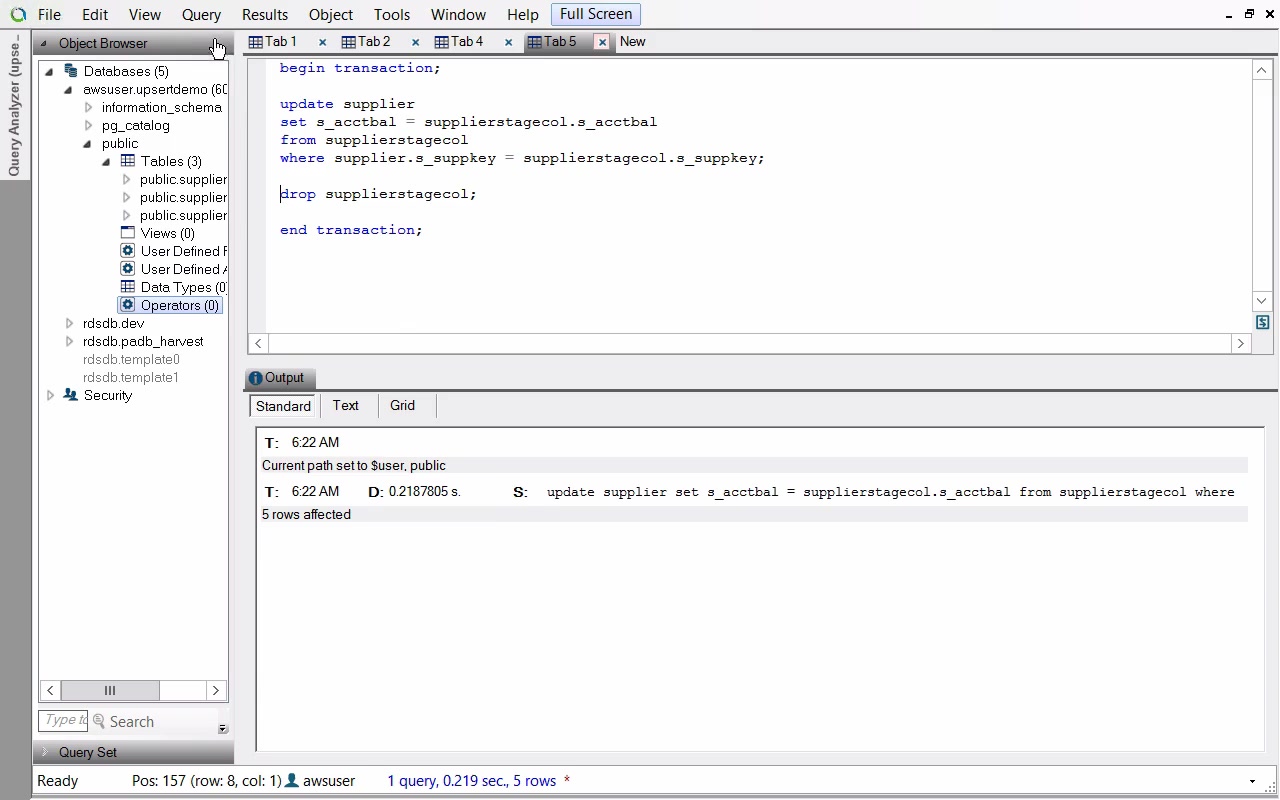 File Edit View Query Results Object Tools Window Help Full Screen
Query Analyzer (upse...
Object Browser
Tab 1 Tab 2 Tab 4 Tab 5 New
Databases (5)
awsuser.upsertdemo (60
information_schema
pg_catalog
public
Tables (3)
public.supplier
public.supplier
public.supplier
Views (0)
User Defined F
User Defined A
Data Types (0)
Operators (0)
rdsdb.dev
rdsdb.padb_harvest
rdsdb.template0
rdsdb.template1
Security
begin transaction;
update supplier
set s_acctbal = supplierstagecol.s_acctbal
from supplierstagecol
where supplier.s_suppkey = supplierstagecol.s_suppkey;
drop supplierstagecol;
end transaction;
Output
Standard Text Grid
T: 6:22 AM
Current path set to $user, public
T: 6:22 AM D: 0.2187805 s. S: update supplier set s_acctbal = supplierstagecol.s_acctbal from supplierstagecol where
5 rows affected
Type to Search
Query Set
Ready Pos: 157 (row: 8, col: 1) awsuser 1 query, 0.219 sec., 5 rows *